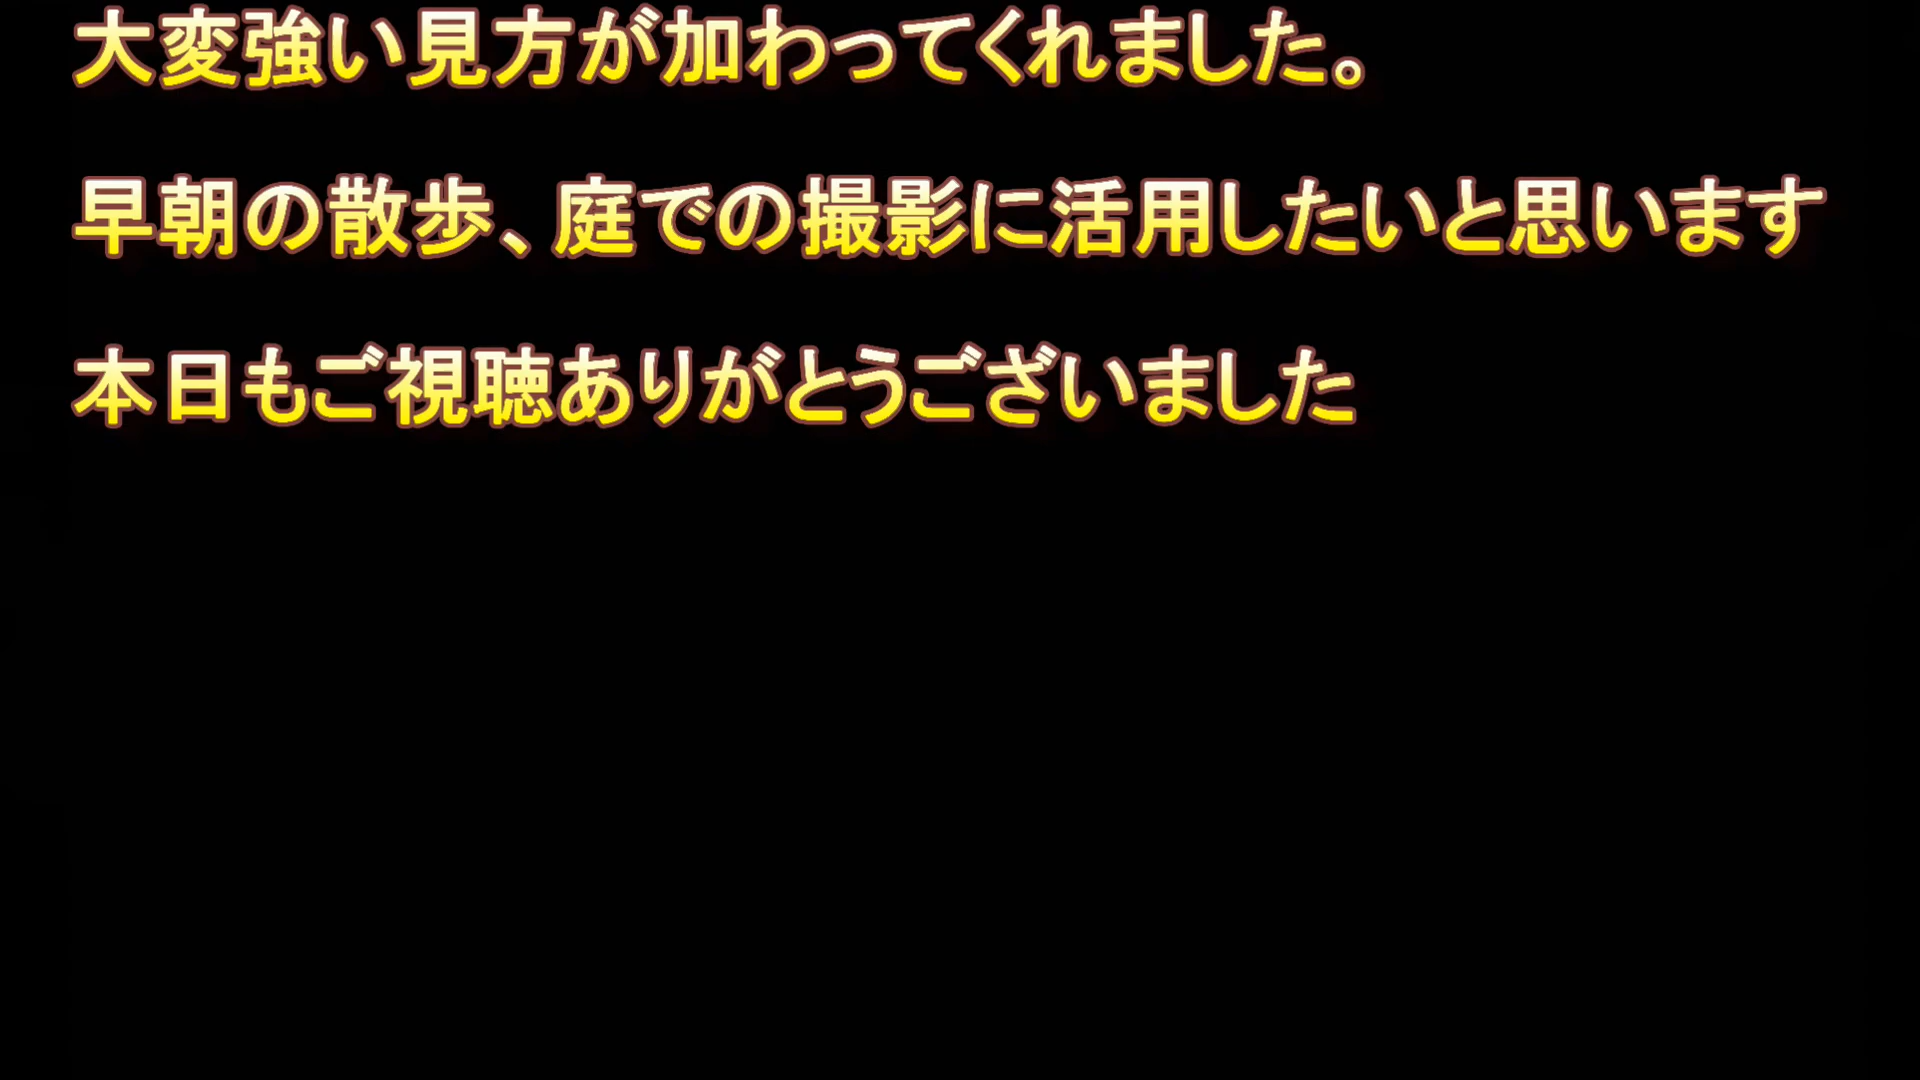 大変強い見方が加わってくれました。
早朝の散歩、庭での撮影に活用したいと思います
本日もご視聴ありがとうございました